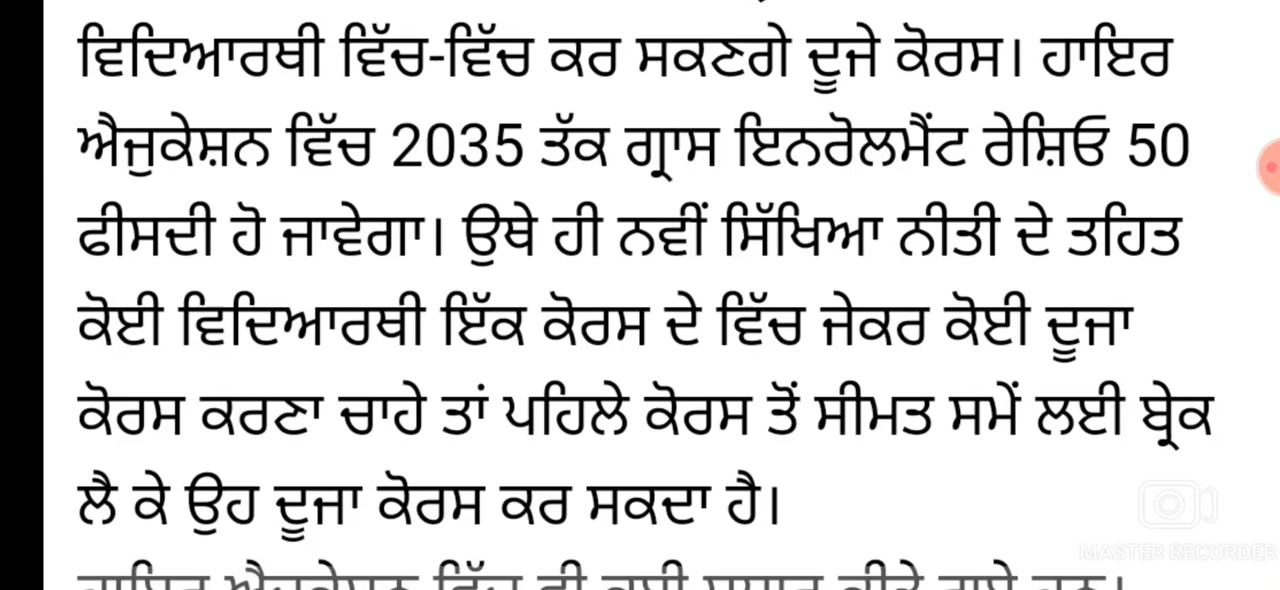 ਵਿਦਿਆਰਥੀ ਵਿੱਚ-ਵਿੱਚ ਕਰ ਸਕਣਗੇ ਦੂਜੇ ਕੋਰਸ। ਹਾਇਰ
ਐਜੁਕੇਸ਼ਨ ਵਿੱਚ 2035 ਤੱਕ ਗ੍ਰਾਸ ਇਨਰੋਲਮੈਂਟ ਰੇਸ਼ਿਓ 50
ਫੀਸਦੀ ਹੋ ਜਾਵੇਗਾ। ਉਥੇ ਹੀ ਨਵੀਂ ਸਿੱਖਿਆ ਨੀਤੀ ਦੇ ਤਹਿਤ
ਕੋਈ ਵਿਦਿਆਰਥੀ ਇੱਕ ਕੋਰਸ ਦੇ ਵਿੱਚ ਜੇਕਰ ਕੋਈ ਦੂਜਾ
ਕੋਰਸ ਕਰਣਾ ਚਾਹੇ ਤਾਂ ਪਹਿਲੇ ਕੋਰਸ ਤੋਂ ਸੀਮਤ ਸਮੇਂ ਲਈ ਬ੍ਰੇਕ
ਲੈ ਕੇ ਉਹ ਦੂਜਾ ਕੋਰਸ ਕਰ ਸਕਦਾ ਹੈ।
MASTER RECORDER